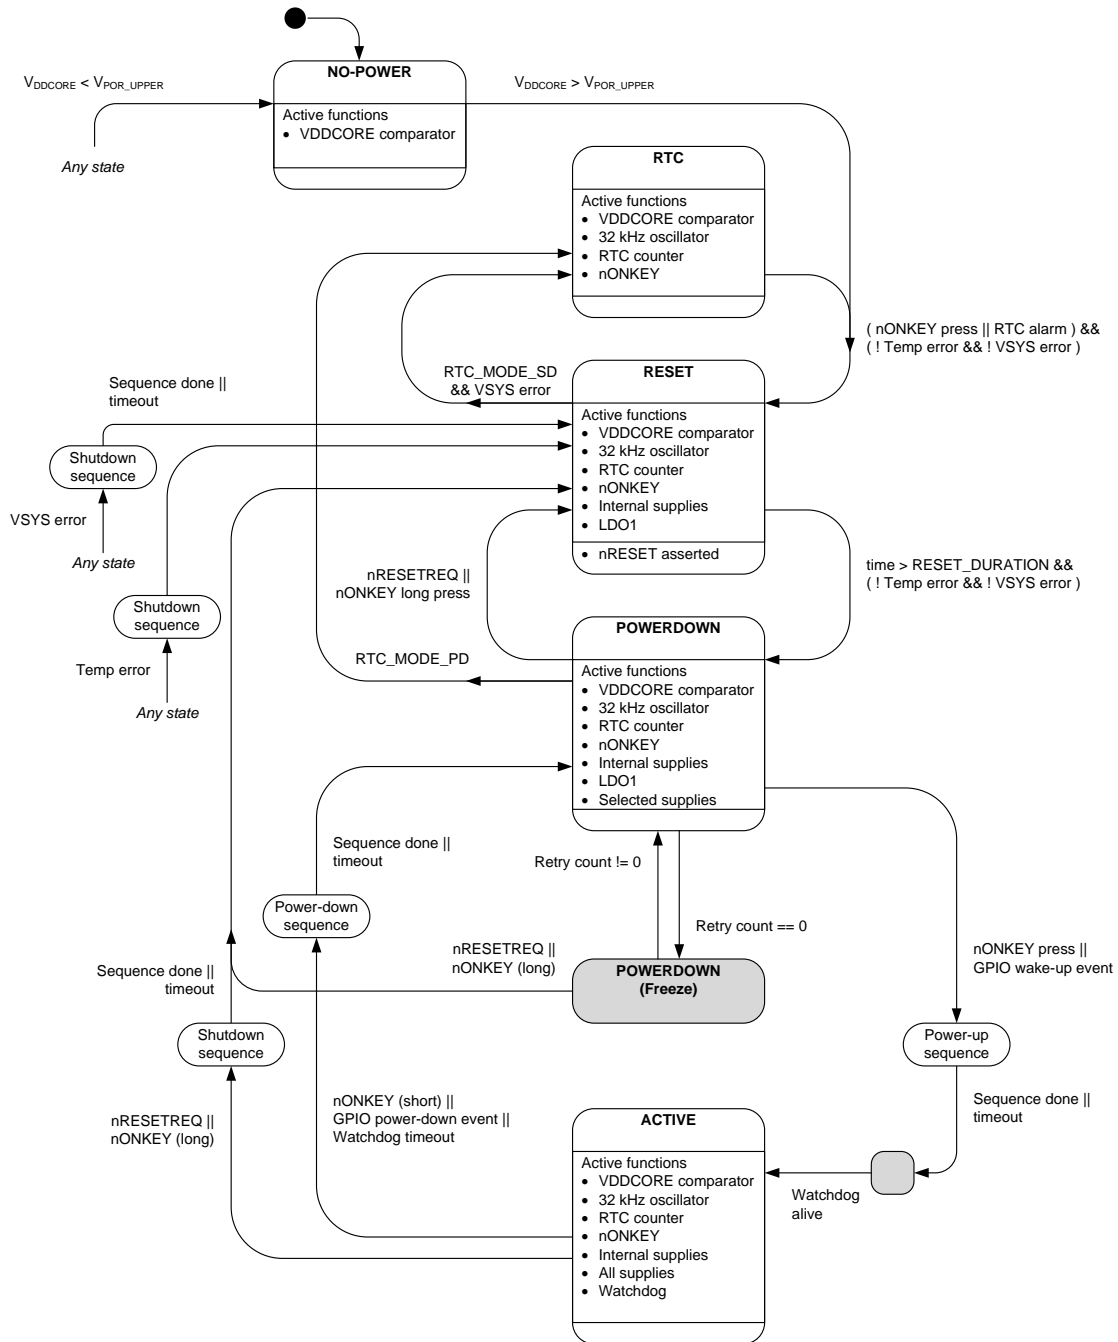 NO-POWER
V_DDCORE < V_POR_UPPER
V_DDCORE > V_POR_UPPER
Active functions
• VDDCORE comparator
Any state
RTC
Active functions
• VDDCORE comparator
• 32 kHz oscillator
• RTC counter
• nONKEY
( nONKEY press || RTC alarm ) &&
( ! Temp error && ! VSYS error )
RTC_MODE_SD
&& VSYS error
RESET
Sequence done ||
timeout
Active functions
• VDDCORE comparator
• 32 kHz oscillator
• RTC counter
• nONKEY
• Internal supplies
• LDO1
• nRESET asserted
Shutdown
sequence
VSYS error
Any state
nRESETREQ ||
nONKEY long press
time > RESET_DURATION &&
( ! Temp error && ! VSYS error )
Shutdown
sequence
Temp error
Any state
POWERDOWN
RTC_MODE_PD
Active functions
• VDDCORE comparator
• 32 kHz oscillator
• RTC counter
• nONKEY
• Internal supplies
• LDO1
• Selected supplies
Sequence done ||
timeout
Retry count != 0
Power-down
sequence
Retry count == 0
nRESETREQ ||
nONKEY (long)
POWERDOWN
(Freeze)
nONKEY press ||
GPIO wake-up event
Sequence done ||
timeout
Shutdown
sequence
Power-up
sequence
nRESETREQ ||
nONKEY (long)
nONKEY (short) ||
GPIO power-down event ||
Watchdog timeout
Sequence done ||
timeout
ACTIVE
Active functions
• VDDCORE comparator
• 32 kHz oscillator
• RTC counter
• nONKEY
• Internal supplies
• All supplies
• Watchdog
Watchdog
alive